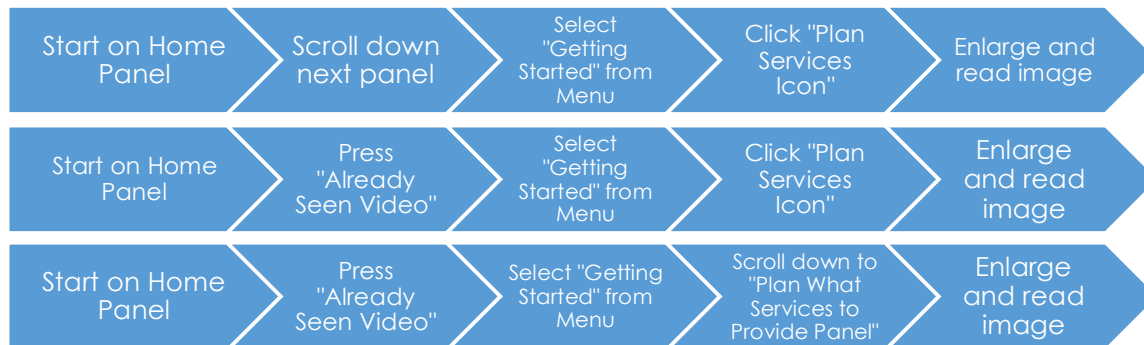 Start on Home
Panel
Scroll down
next panel
Select
"Getting
Started" from
Menu
Click "Plan
Services
Icon"
Enlarge and
read image
Start on Home
Panel
Press
"Already
Seen Video"
Select
"Getting
Started" from
Menu
Click "Plan
Services
Icon"
Enlarge
and read
image
Start on Home
Panel
Press
"Already
Seen Video"
Select "Getting
Started" from
Menu
Scroll down to
"Plan What
Services to
Provide Panel"
Enlarge
and read
image